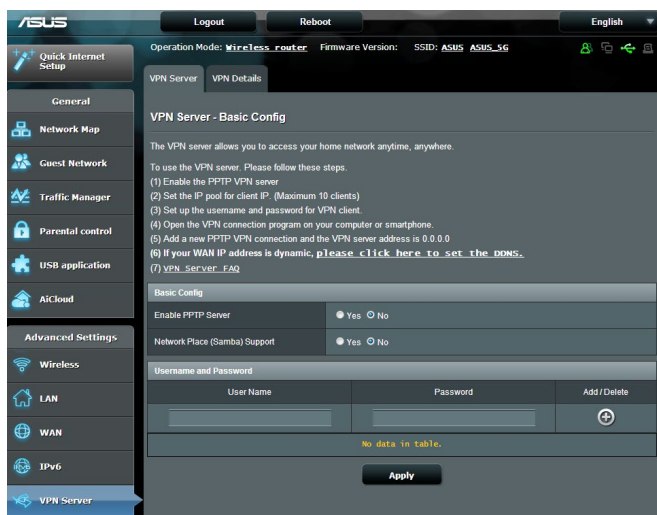 ASUS
Logout
Reboot
English
Quick Internet
Setup
Operation Mode: Wireless router Firmware Version: SSID: ASUS ASUS_5G
VPN Server
VPN Details
General
Network Map
Guest Network
Traffic Manager
Parental control
USB application
AiCloud
Advanced Settings
Wireless
LAN
WAN
IPv6
VPN Server
VPN Server - Basic Config
The VPN server allows you to access your home network anytime, anywhere.
To use the VPN server. Please follow these steps.
(1) Enable the PPTP VPN server
(2) Set the IP pool for client IP. (Maximum 10 clients)
(3) Set up the username and password for VPN client.
(4) Open the VPN connection program on your computer or smartphone.
(5) Add a new PPTP VPN connection and the VPN server address is 0.0.0.0
(6) If your WAN IP address is dynamic, please click here to set the DDNS.
(7) VPN Server FAQ
Basic Config
Enable PPTP Server Yes No
Network Place (Samba) Support Yes No
Username and Password
User Name Password Add / Delete
No data in table.
Apply